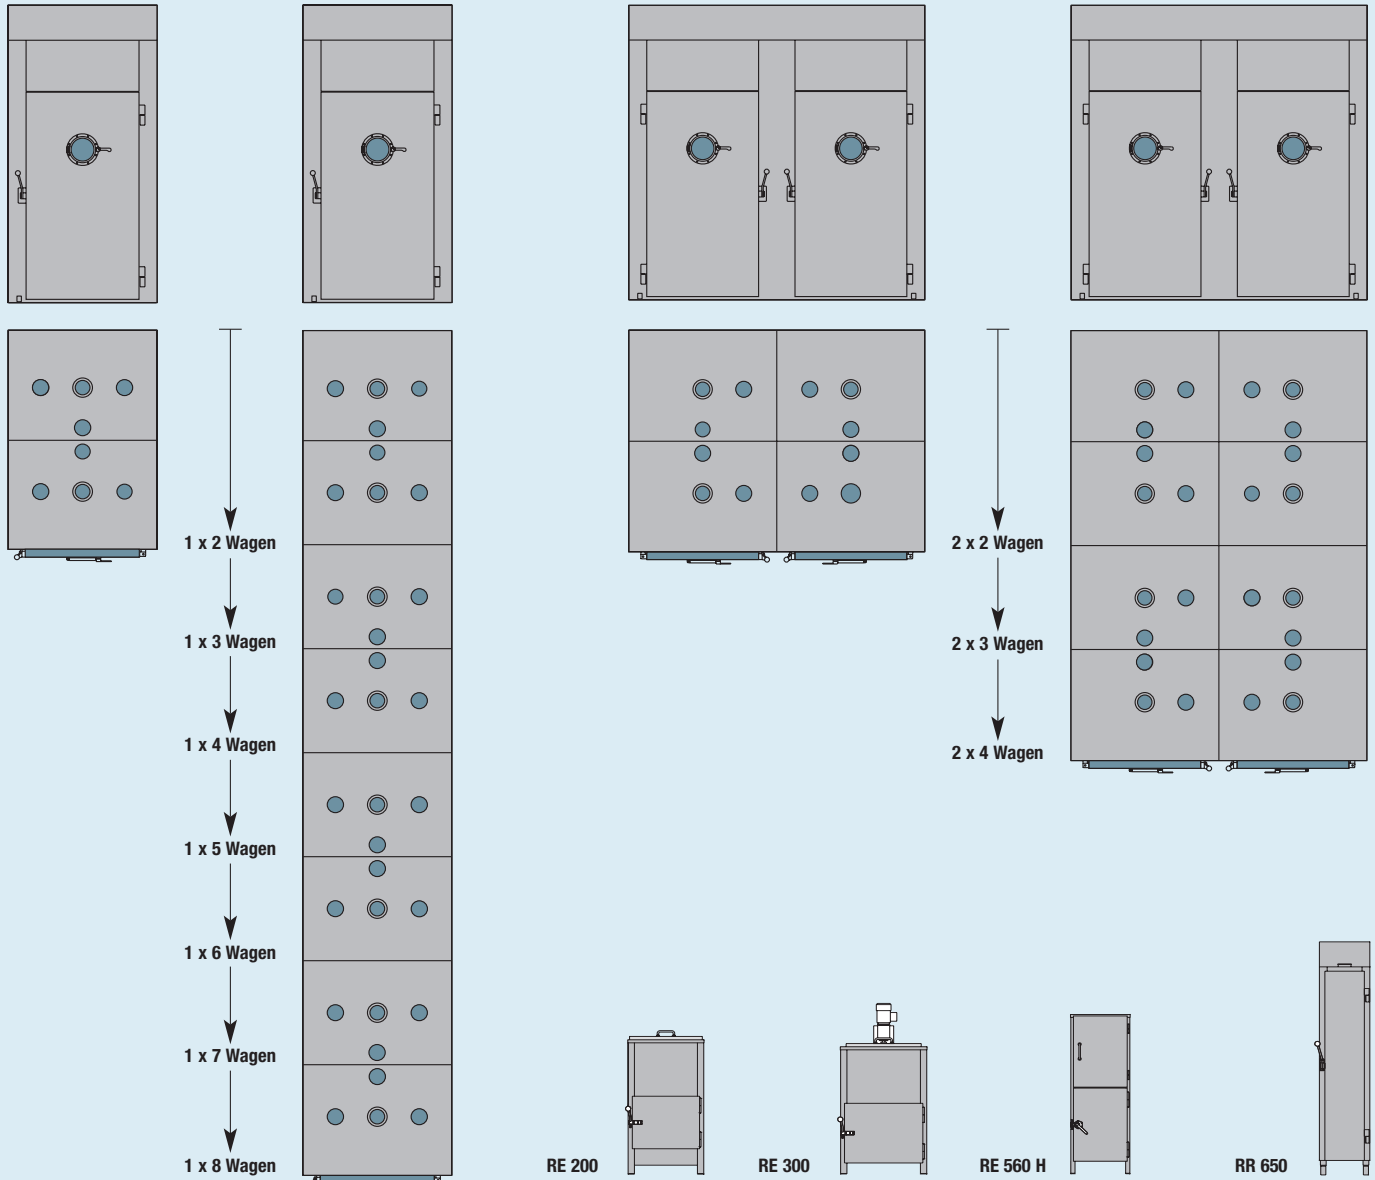 1 x 2 Wagen
1 x 3 Wagen
1 x 4 Wagen
1 x 5 Wagen
1 x 6 Wagen
1 x 7 Wagen
1 x 8 Wagen
2 x 2 Wagen
2 x 3 Wagen
2 x 4 Wagen
RE 200
RE 300
RE 560 H
RR 650